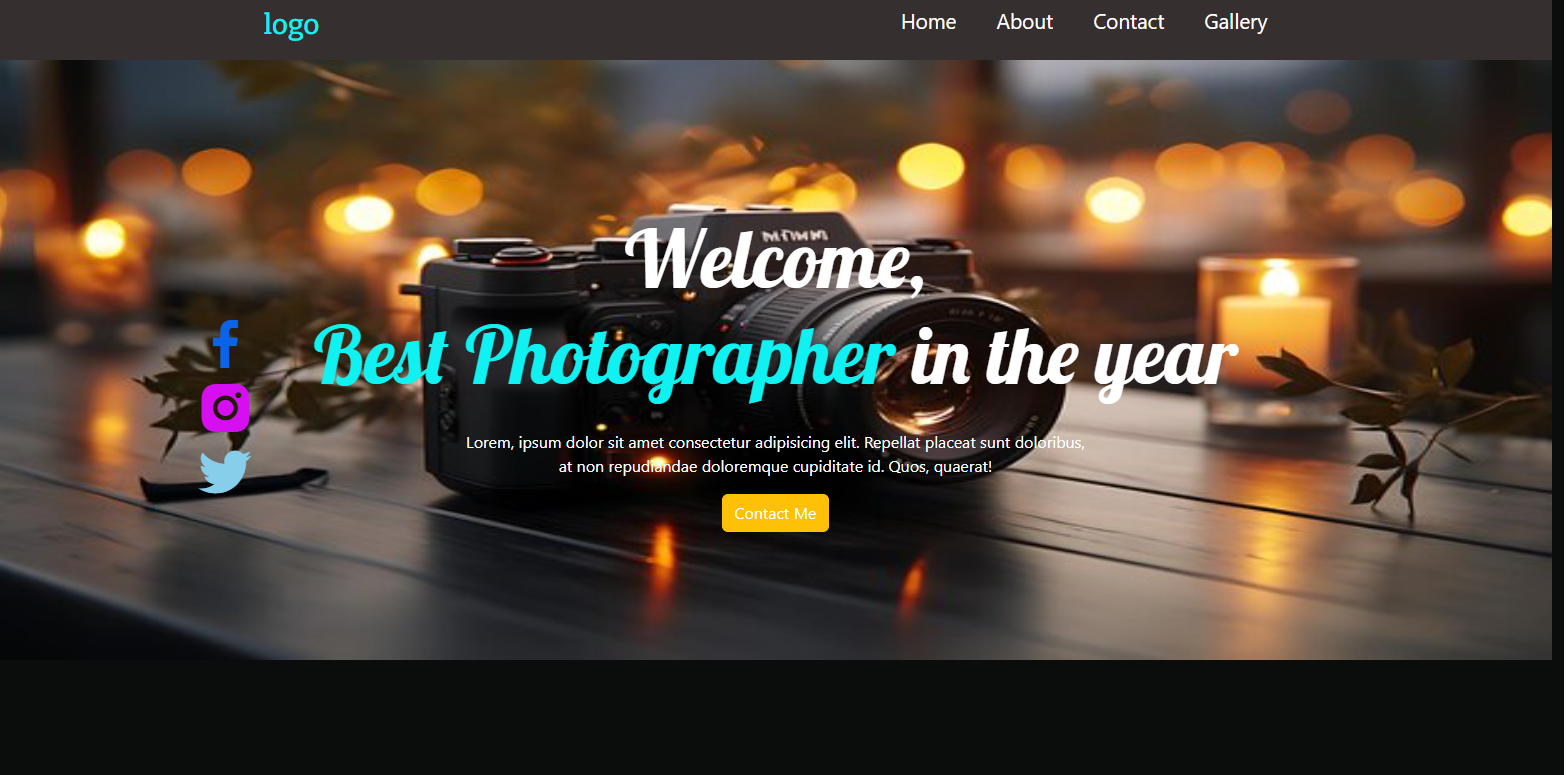 logo
Home About Contact Gallery
Welcome,
Best Photographer in the year
Lorem, ipsum dolor sit amet consectetur adipisicing elit. Repellat placeat sunt doloribus,
at non repudiandae doloremque cupiditate id. Quos, quaerat!
Contact Me